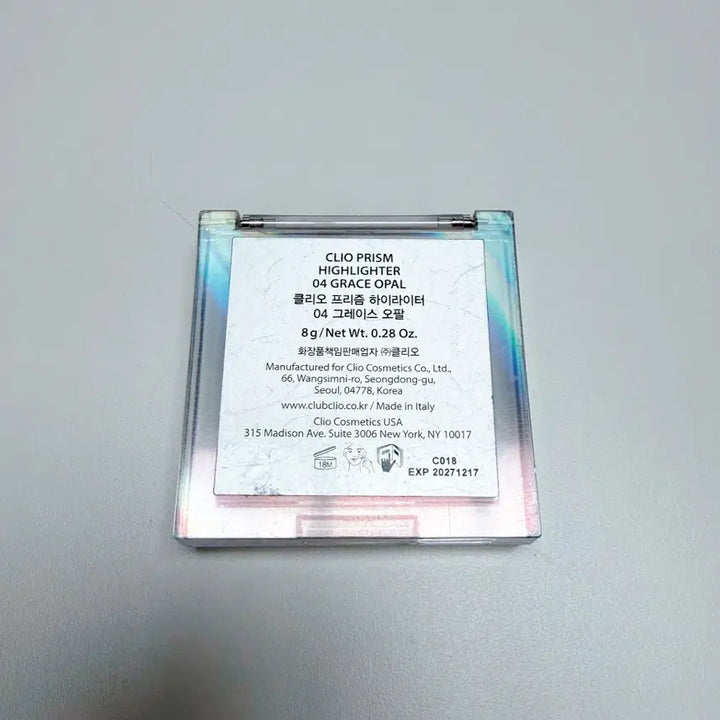 CLIO PRISM
HIGHLIGHTER
04 GRACE OPAL
클리오 프리즘 하이라이터
04 그레이스 오팔
8g/Net Wt. 0.28 Oz.
화장품책임판매업자 ㈜클리오
Manufactured for Clio Cosmetics Co., Ltd.,
66, Wangsimni-ro, Seongdong-gu,
Seoul, 04778, Korea
www.clubclio.co.kr / Made in Italy
Clio Cosmetics USA
315 Madison Ave. Suite 3006 New York, NY 10017
18M
C018
EXP 20271217